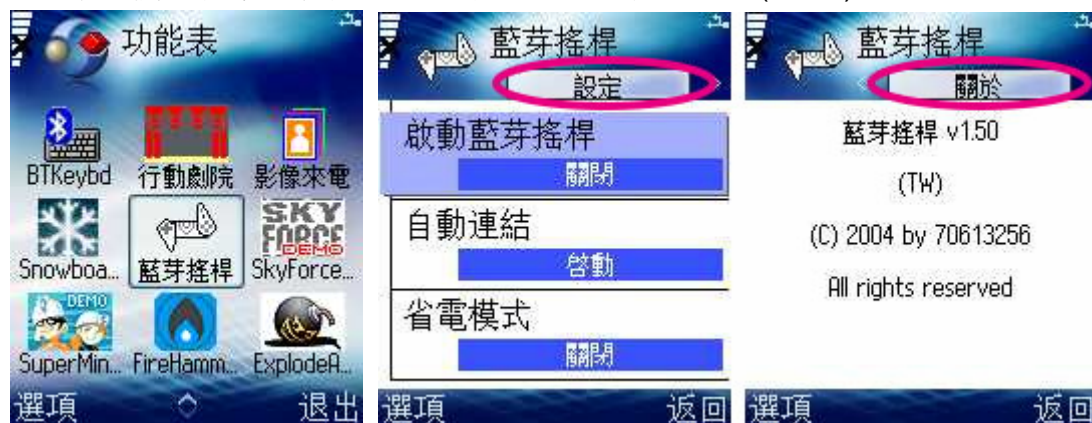 功能表
BTKeybd 行動劇院 影像來電
SKY FORCE DEMO
Snowboa... 藍芽搖桿 SkyForce...
DEMO
SuperMin... FireHamm... ExplodeA...
選項 退出
藍芽搖桿
設定
啟動藍芽搖桿
關閉
自動連結
啓動
省電模式
關閉
選項 返回
藍芽搖桿
關於
藍芽搖桿 v1.50
(TW)
(C) 2004 by 70613256
All rights reserved
選項 返回